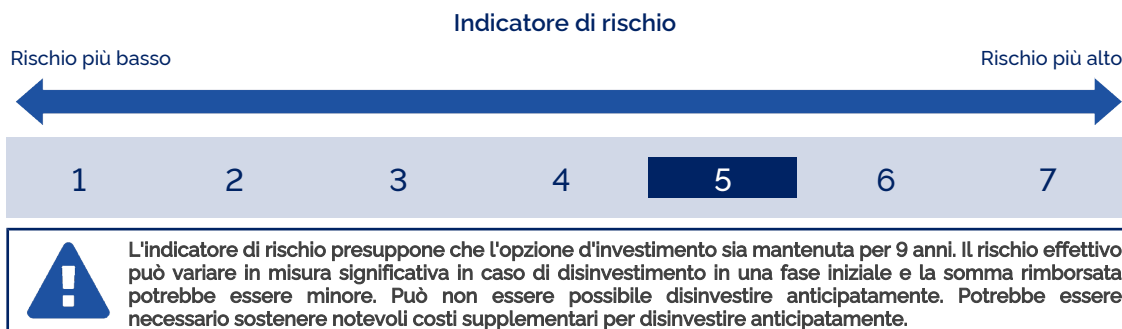 Indicatore di rischio
Rischio più basso Rischio più alto
1 2 3 4 5 6 7
L'indicatore di rischio presuppone che l'opzione d'investimento sia mantenuta per 9 anni. Il rischio effettivo
può variare in misura significativa in caso di disinvestimento in una fase iniziale e la somma rimborsata
potrebbe essere minore. Può non essere possibile disinvestire anticipatamente. Potrebbe essere
necessario sostenere notevoli costi supplementari per disinvestire anticipatamente.